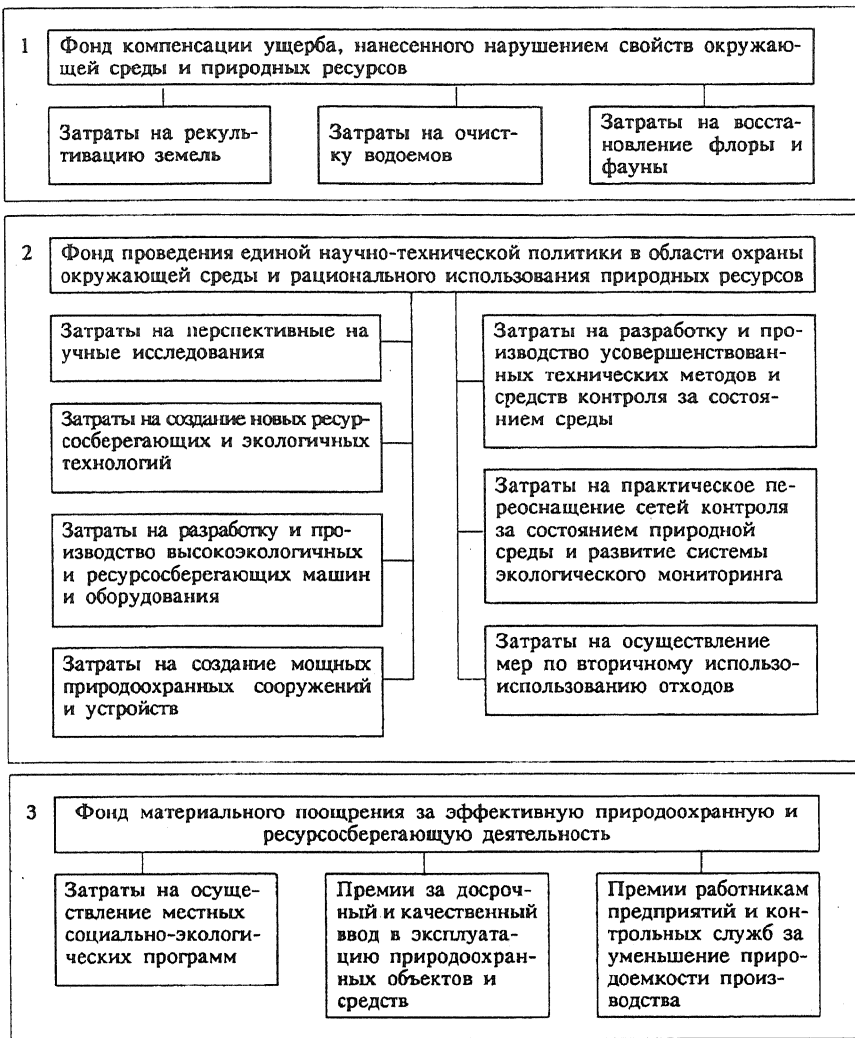 1 Фонд компенсации ущерба, нанесенного нарушением свойств окружаю-
щей среды и природных ресурсов
Затраты на рекуль-
тивацию земель
Затраты на очист-
ку водоемов
Затраты на восста-
новление флоры и
фауны
2 Фонд проведения единой научно-технической политики в области охраны
окружающей среды и рационального использования природных ресурсов
Затраты на перспективные на
учные исследования
Затраты на создание новых ресур-
сосберегающих и экологичных
технологий
Затраты на разработку и про-
изводство высокоэкологичных
и ресурсосберегающих машин
и оборудования
Затраты на создание мощных
природоохранных сооружений
и устройств
Затраты на разработку и про-
изводство усовершенствован-
ных технических методов и
средств контроля за состоя-
нием среды
Затраты на практическое пе-
реоснащение сетей контроля
за состоянием природной
среды и развитие системы
экологического мониторинга
Затраты на осуществление
мер по вторичному использо-
использованию отходов
3 Фонд материального поощрения за эффективную природоохранную и
ресурсосберегающую деятельность
Затраты на осуще-
ствление местных
социально-экологи-
ческих программ
Премии за досроч-
ный и качественный
ввод в эксплуата-
цию природоохран-
ных объектов и
средств
Премии работникам
предприятий и кон-
трольных служб за
уменьшение приро-
доемкости произ-
водства